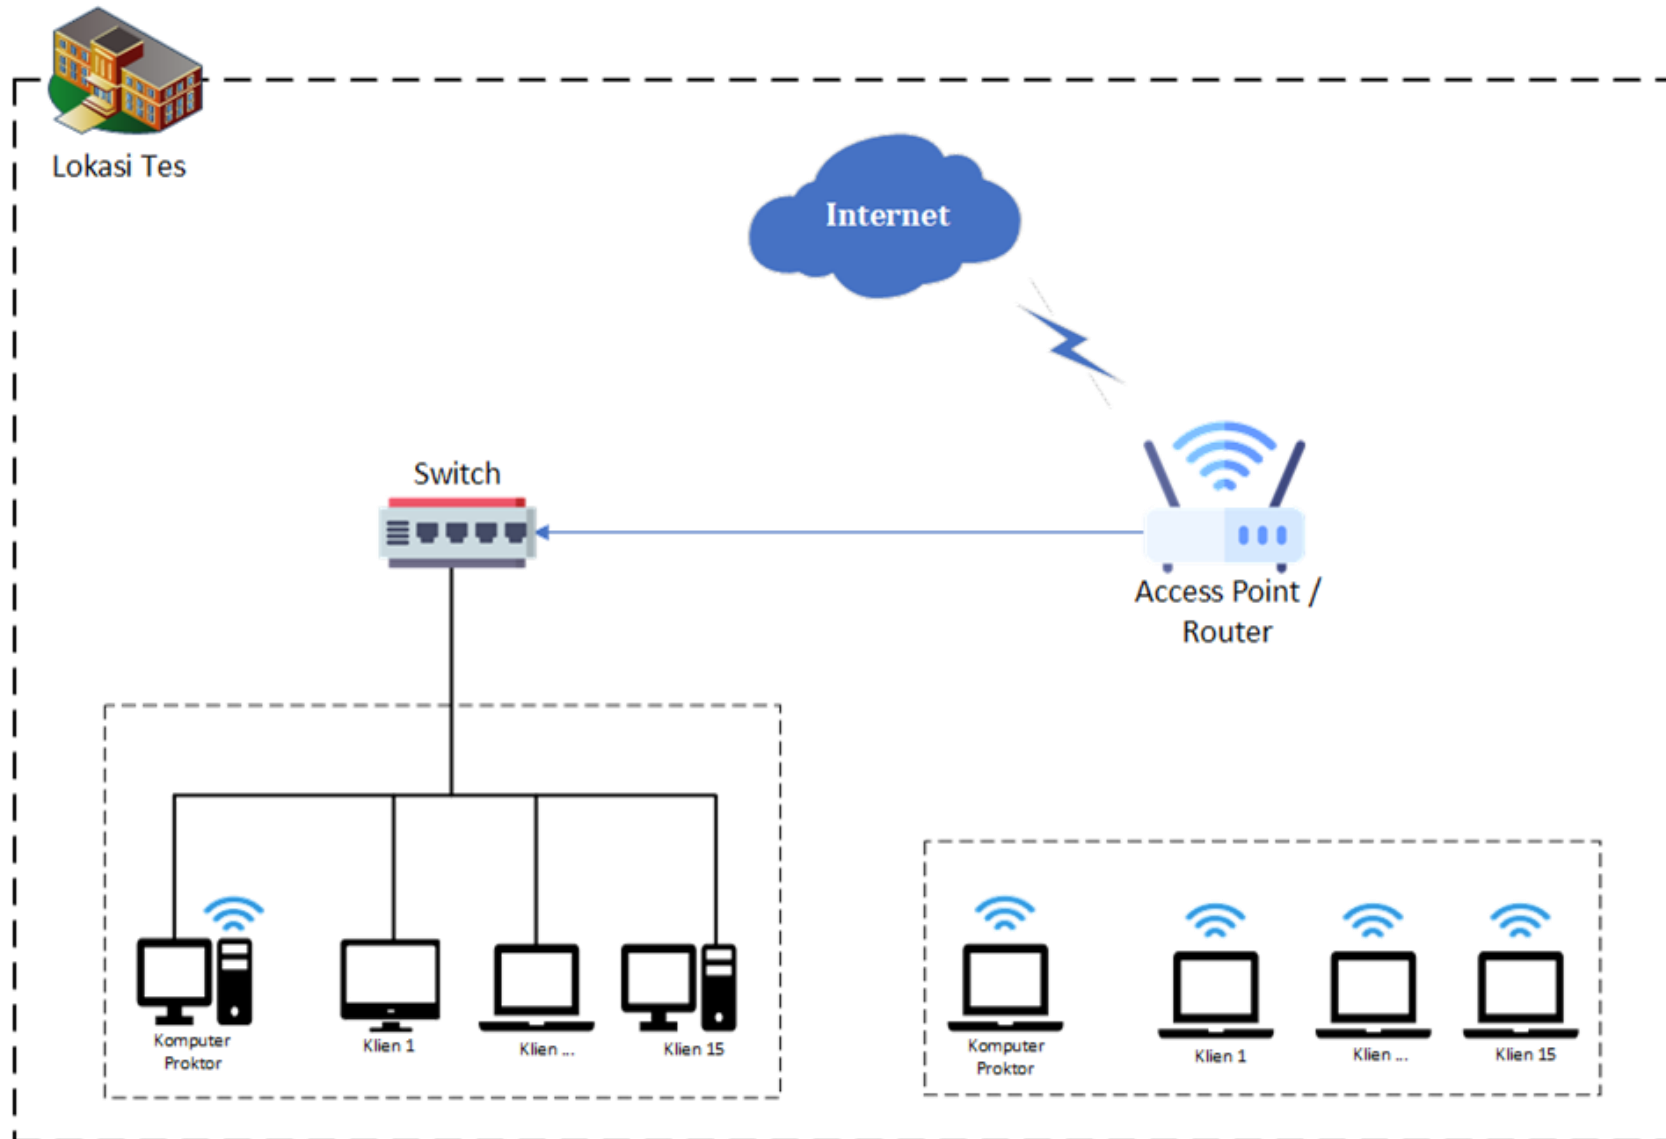 Lokasi Tes
Internet
Switch
Access Point /
Router
Komputer
Proktor
Klien 1
Klien ...
Klien 15
Komputer
Proktor
Klien 1
Klien ...
Klien 15